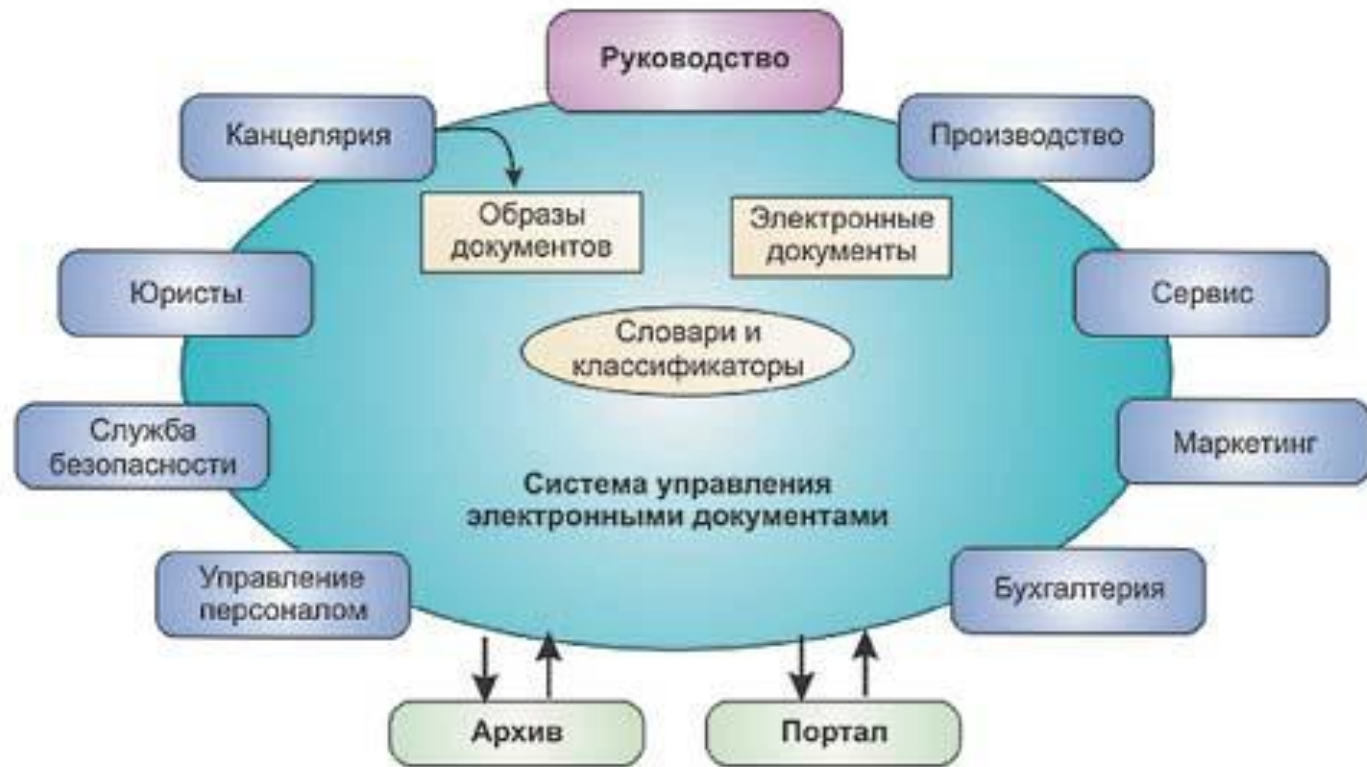 Руководство
Канцелярия
Производство
Образы
документов
Электронные
документы
Юристы
Сервис
Словари и
классификаторы
Служба
безопасности
Маркетинг
Система управления
электронными документами
Управление
персоналом
Бухгалтерия
Архив
Портал